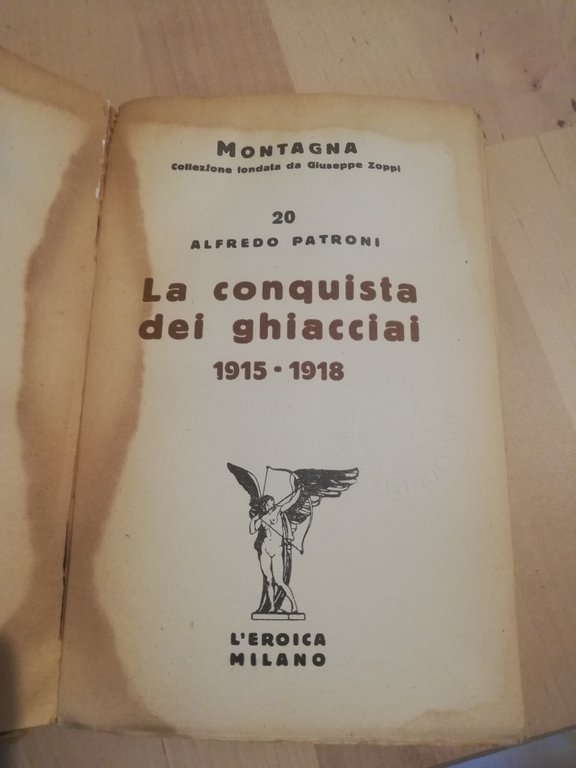 MONTAGNA
Collezione fondata da Giuseppe Zoppi
20
ALFREDO PATRONI
La conquista
dei ghiacciai
1915 - 1918
L'EROICA
MILANO